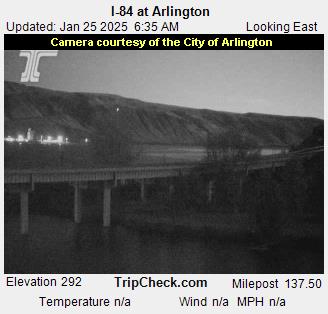 I-84 at Arlington
Updated: Jan 25 2025 6:35 AM Looking East
Camera courtesy of the City of Arlington
Elevation 292 TripCheck.com Milepost 137.50
Temperature n/a Wind n/a MPH n/a